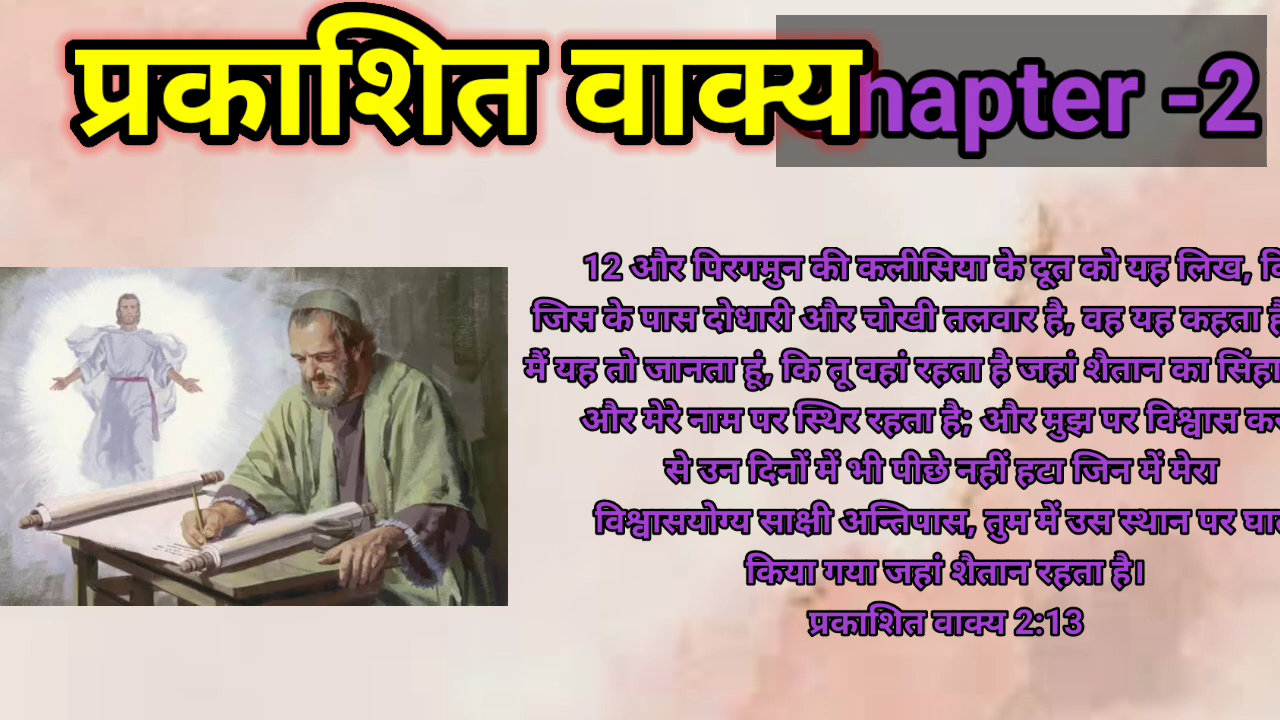 प्रकाशित वाक्य hapter -2
12 और पिरगमुन की कलीसिया के दूत को यह लिख,
जिस के पास दोधारी और चोखी तलवार है, वह यह कहता
मैं यह तो जानता हूं, कि तू वहां रहता है जहां शैतान का
और मेरे नाम पर स्थिर रहता है; और मुझ पर विश्वास
से उन दिनों में भी पीछे नहीं हटा जिन में मेरा
विश्वासयोग्य साक्षी अन्तिपास, तुम में उस स्थान पर
किया गया जहां शैतान रहता है।
प्रकाशित वाक्य 2:13